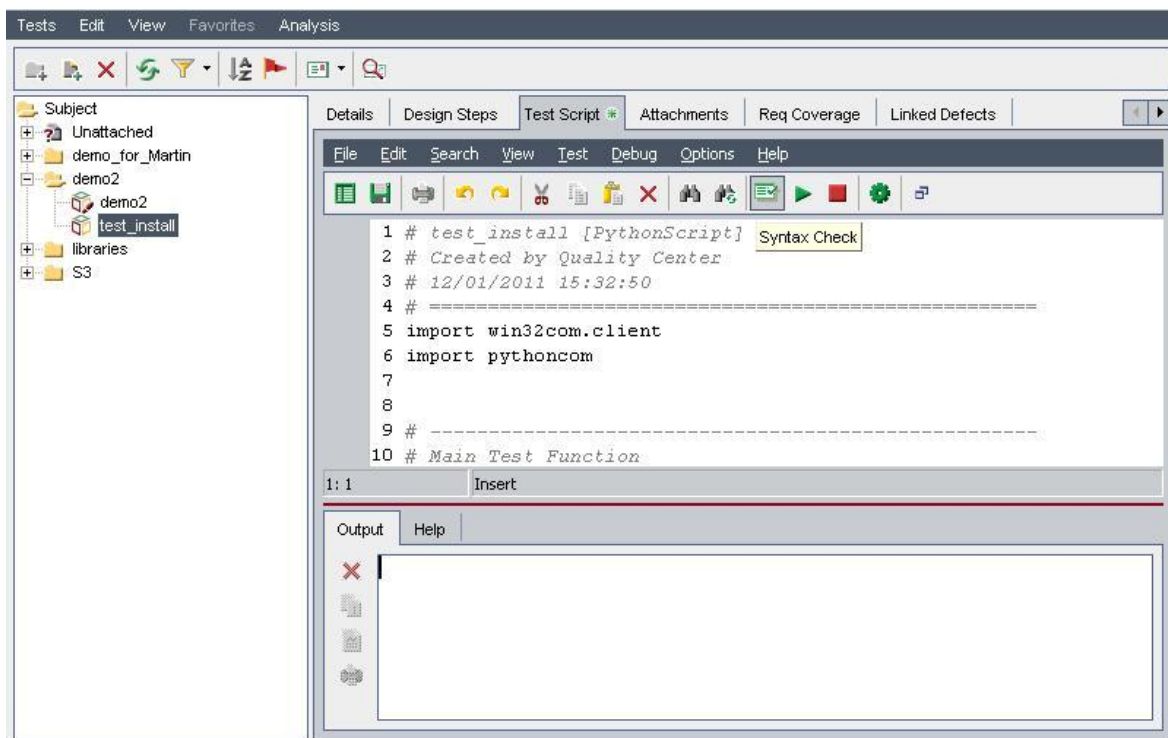 Tests Edit View Favorites Analysis
Subject
Unattached
demo_for_Martin
demo2
demo2
test_install
libraries
S3
Details Design Steps Test Script Attachments Req Coverage Linked Defects
File Edit Search View Test Debug Options Help
1 # test_install [PythonScript]
Syntax Check
2 # Created by Quality Center
3 # 12/01/2011 15:32:50
4 # ====================================================
5 import win32com.client
6 import pythoncom
7
8
9 # ----------------------------------------------------
10 # Main Test Function
1: 1 Insert
Output Help